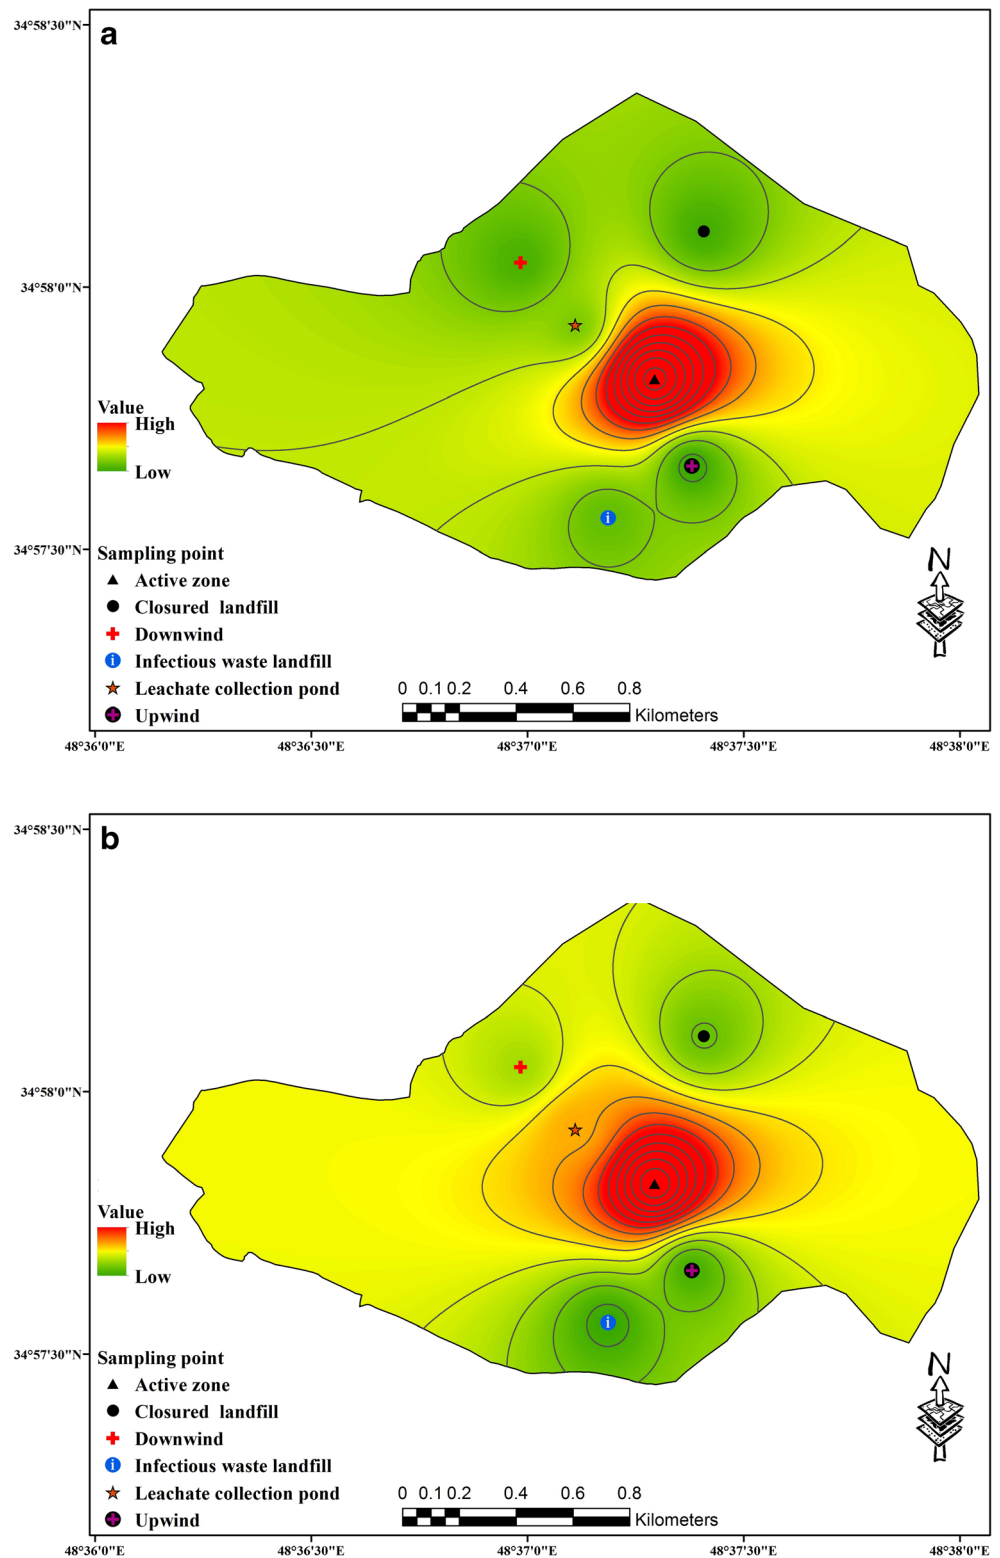 a
34°58'30"N
34°58'0"N
34°57'30"N
Value
High
Low
Sampling point
Active zone
Closured landfill
Downwind
i Infectious waste landfill
Leachate collection pond
Upwind
i
N
0 0.1 0.2 0.4 0.6 0.8
Kilometers
48°36'0"E 48°36'30"E 48°37'0"E 48°37'30"E 48°38'0"E
b
34°58'30"N
34°58'0"N
34°57'30"N
Value
High
Low
Sampling point
Active zone
Closured landfill
Downwind
i Infectious waste landfill
Leachate collection pond
Upwind
i
N
0 0.1 0.2 0.4 0.6 0.8
Kilometers
48°36'0"E 48°36'30"E 48°37'0"E 48°37'30"E 48°38'0"E